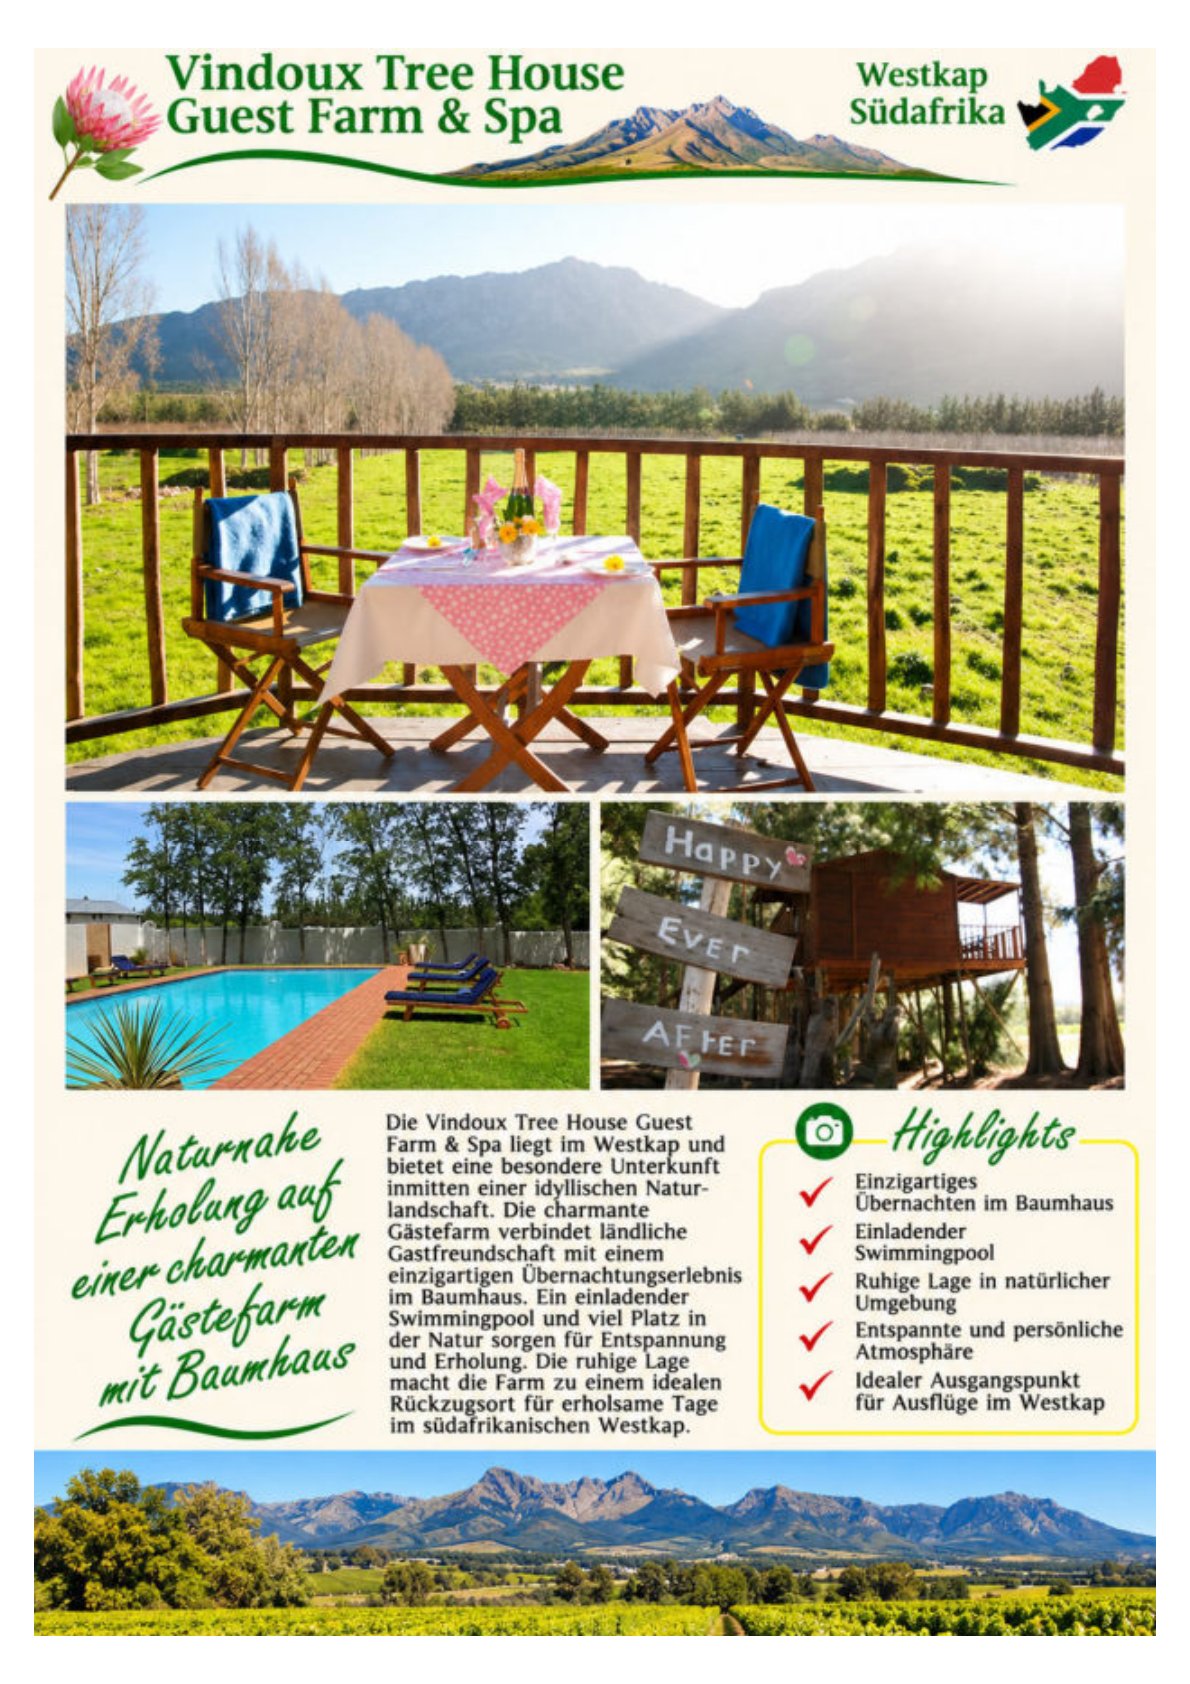 Vindoux Tree House
Guest Farm & Spa
Westkap
Südafrika
Happy
Ever
After
Naturnahe
Erholung auf
einer charmanten
Gästefarm
mit Baumhaus
Die Vindoux Tree House Guest
Farm & Spa liegt im Westkap und
bietet eine besondere Unterkunft
inmitten einer idyllischen Natur-
landschaft. Die charmante
Gästefarm verbindet ländliche
Gastfreundschaft mit einem
einzigartigen Übernachtungserlebnis
im Baumhaus. Ein einladender
Swimmingpool und viel Platz in
der Natur sorgen für Entspannung
und Erholung. Die ruhige Lage
macht die Farm zu einem idealen
Rückzugsort für erholsame Tage
im südafrikanischen Westkap.
Highlights
Einzigartiges
Übernachten im Baumhaus
Einladender
Swimmingpool
Ruhige Lage in natürlicher
Umgebung
Entspannte und persönliche
Atmosphäre
Idealer Ausgangspunkt
für Ausflüge im Westkap